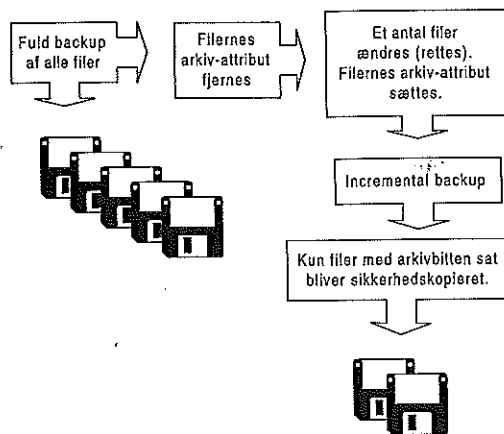 Fuld backup
af alle filer
Filernes
arkiv-attribut
fjernes
Et antal filer
ændres (rettes).
Filernes arkiv-attribut
sættes.
Incremental backup
Kun filer med arkivbitten sat
bliver sikkerhedskopieret.